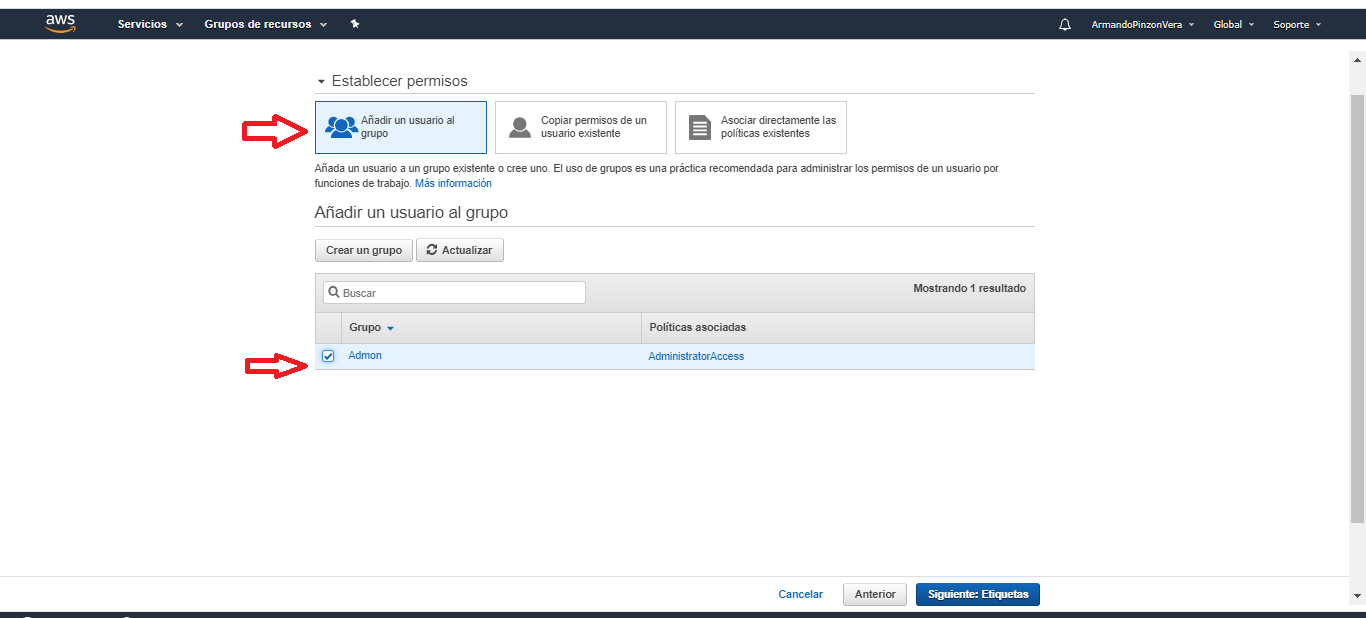 aws Servicios Grupos de recursos ArmandoPinzonVera Global Soporte
Establecer permisos
Añadir un usuario al
grupo
Copiar permisos de un
usuario existente
Asociar directamente las
políticas existentes
Añada un usuario a un grupo existente o cree uno. El uso de grupos es una práctica recomendada para administrar los permisos de un usuario por
funciones de trabajo. Más información
Añadir un usuario al grupo
Crear un grupo Actualizar
Buscar Mostrando 1 resultado
Grupo Políticas asociadas
Admon AdministratorAccess
Cancelar Anterior Siguiente: Etiquetas